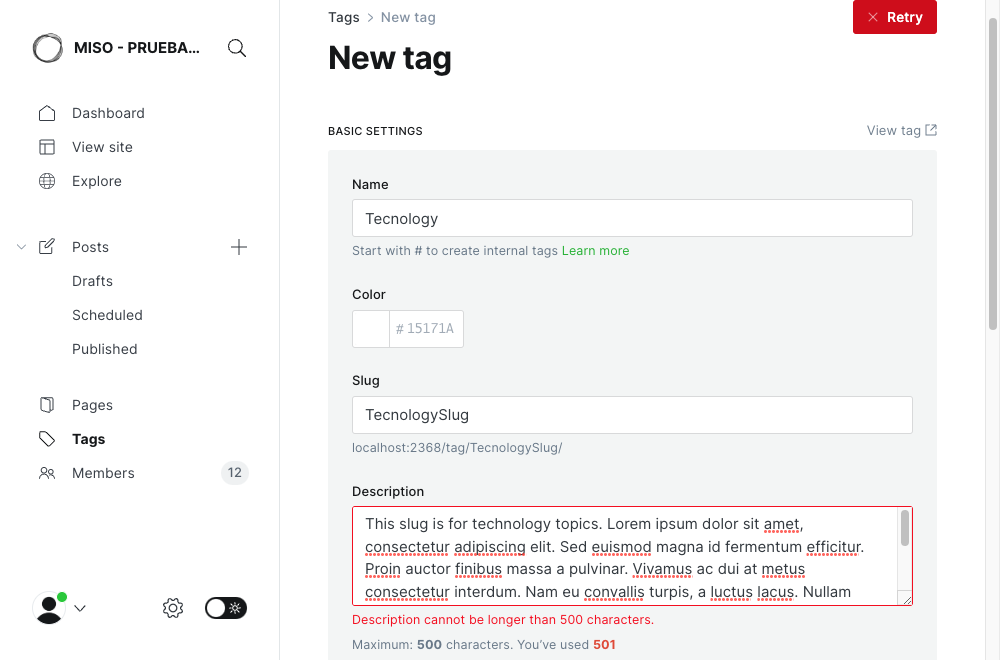 MISO - PRUEBA...
Dashboard
View site
Explore
Posts
Drafts
Scheduled
Published
Pages
Tags
Members 12
Tags > New tag
Retry
New tag
BASIC SETTINGS
View tag
Name
Tecnology
Start with # to create internal tags Learn more
Color
# 15171A
Slug
TecnologySlug
localhost:2368/tag/TecnologySlug/
Description
This slug is for technology topics. Lorem ipsum dolor sit amet,
consectetur adipiscing elit. Sed euismod magna id fermentum efficitur.
Proin auctor finibus massa a pulvinar. Vivamus ac dui at metus
consectetur interdum. Nam eu convallis turpis, a luctus lacus. Nullam
Description cannot be longer than 500 characters.
Maximum: 500 characters. You’ve used 501